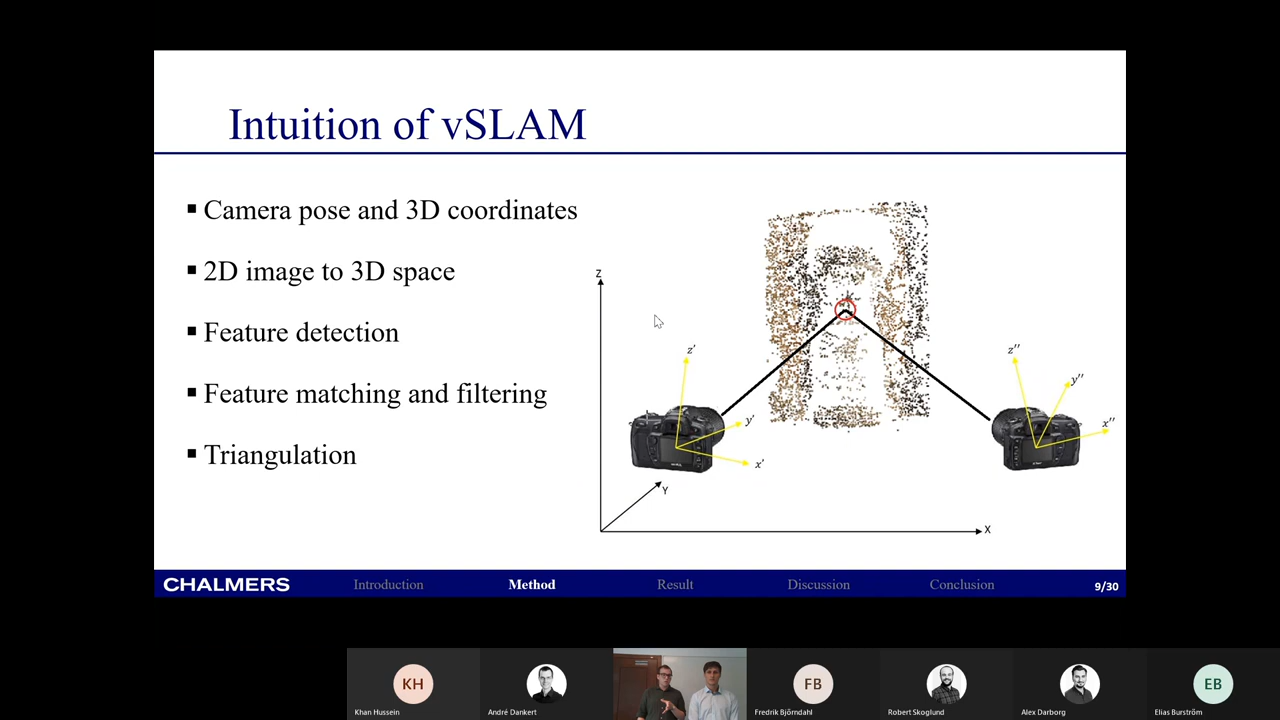 Intuition of vSLAM
Camera pose and 3D coordinates
2D image to 3D space
Feature detection
Feature matching and filtering
Triangulation
Z
z'
y'
x'
Y
X
z''
y''
x''
CHALMERS
Introduction
Method
Result
Discussion
Conclusion
9/30
KH
FB
EB
Khan Hussein
André Dankert
Fredrik Björndahl
Robert Skoglund
Alex Darborg
Elias Burström